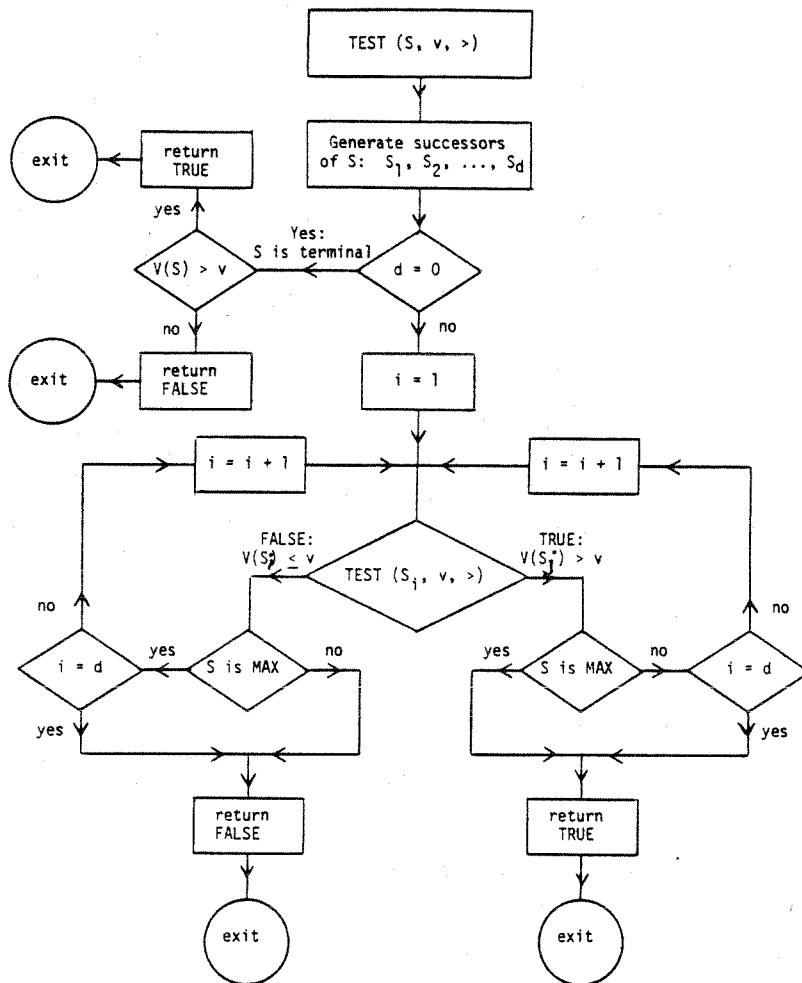 TEST (S, v, >)
Generate successors
of S: S1, S2, ..., Sd
exit
return
TRUE
yes
Yes:
S is terminal
V(S) > v
d = 0
no
no
exit
return
FALSE
i = 1
i = i + 1
i = i + 1
FALSE:
V(Si) ≤ v
TRUE:
V(Si) > v
TEST (Si, v, >)
no
no
yes
no
yes
no
i = d
S is MAX
S is MAX
i = d
yes
yes
return
FALSE
return
TRUE
exit
exit